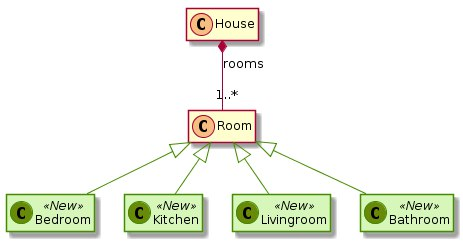 C House
rooms
1..*
C Room
C «New» Bedroom
C «New» Kitchen
C «New» Livingroom
C «New» Bathroom